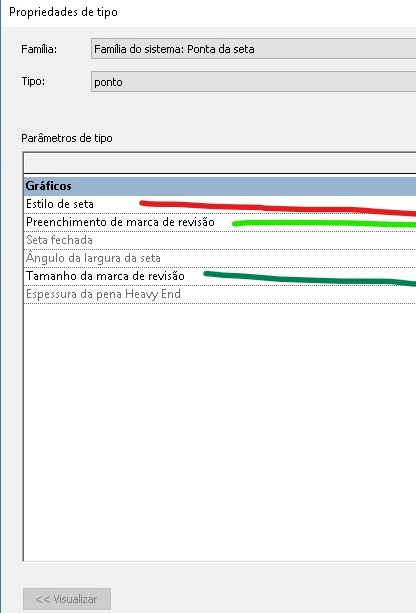 Propriedades de tipo
Família: Família do sistema: Ponta da seta
Tipo: ponto
Parâmetros de tipo
Gráficos
Estilo de seta
Preenchimento de marca de revisão
Seta fechada
Ângulo da largura da seta
Tamanho da marca de revisão
Espessura da pena Heavy End
<< Visualizar